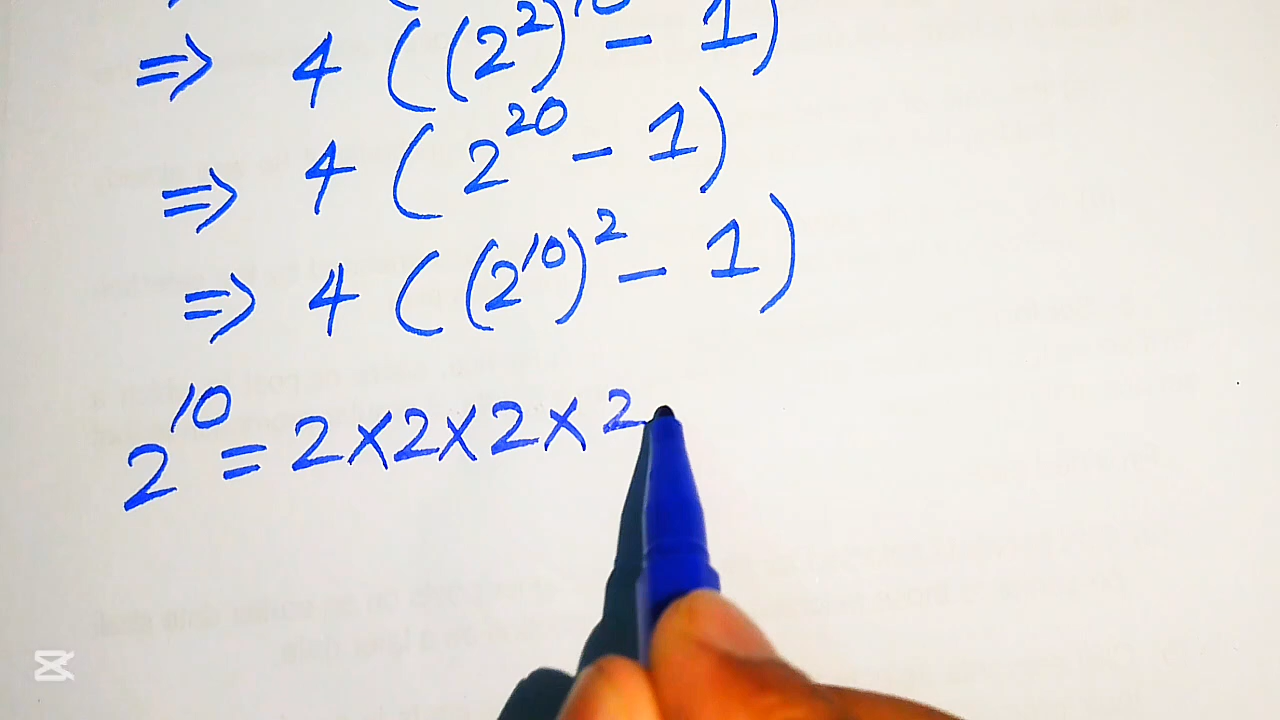 => 4 ((2²)¹⁰ - 1)
=> 4 (2²⁰ - 1)
=> 4 ((2¹⁰)² - 1)
2¹⁰ = 2×2×2×2